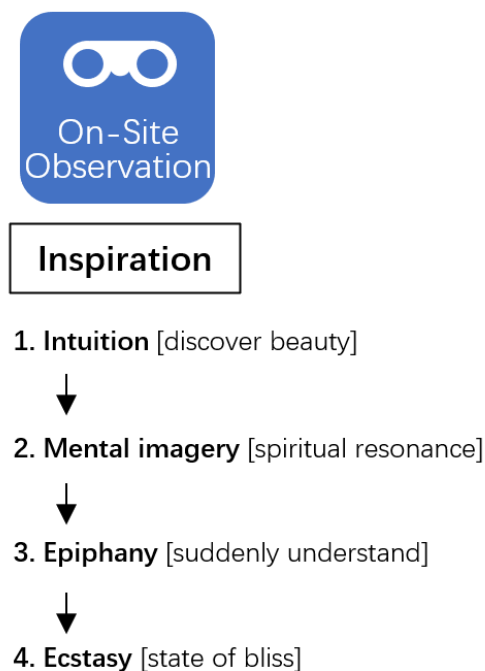 On-Site
Observation
Inspiration
1. Intuition [discover beauty]
2. Mental imagery [spiritual resonance]
3. Epiphany [suddenly understand]
4. Ecstasy [state of bliss]